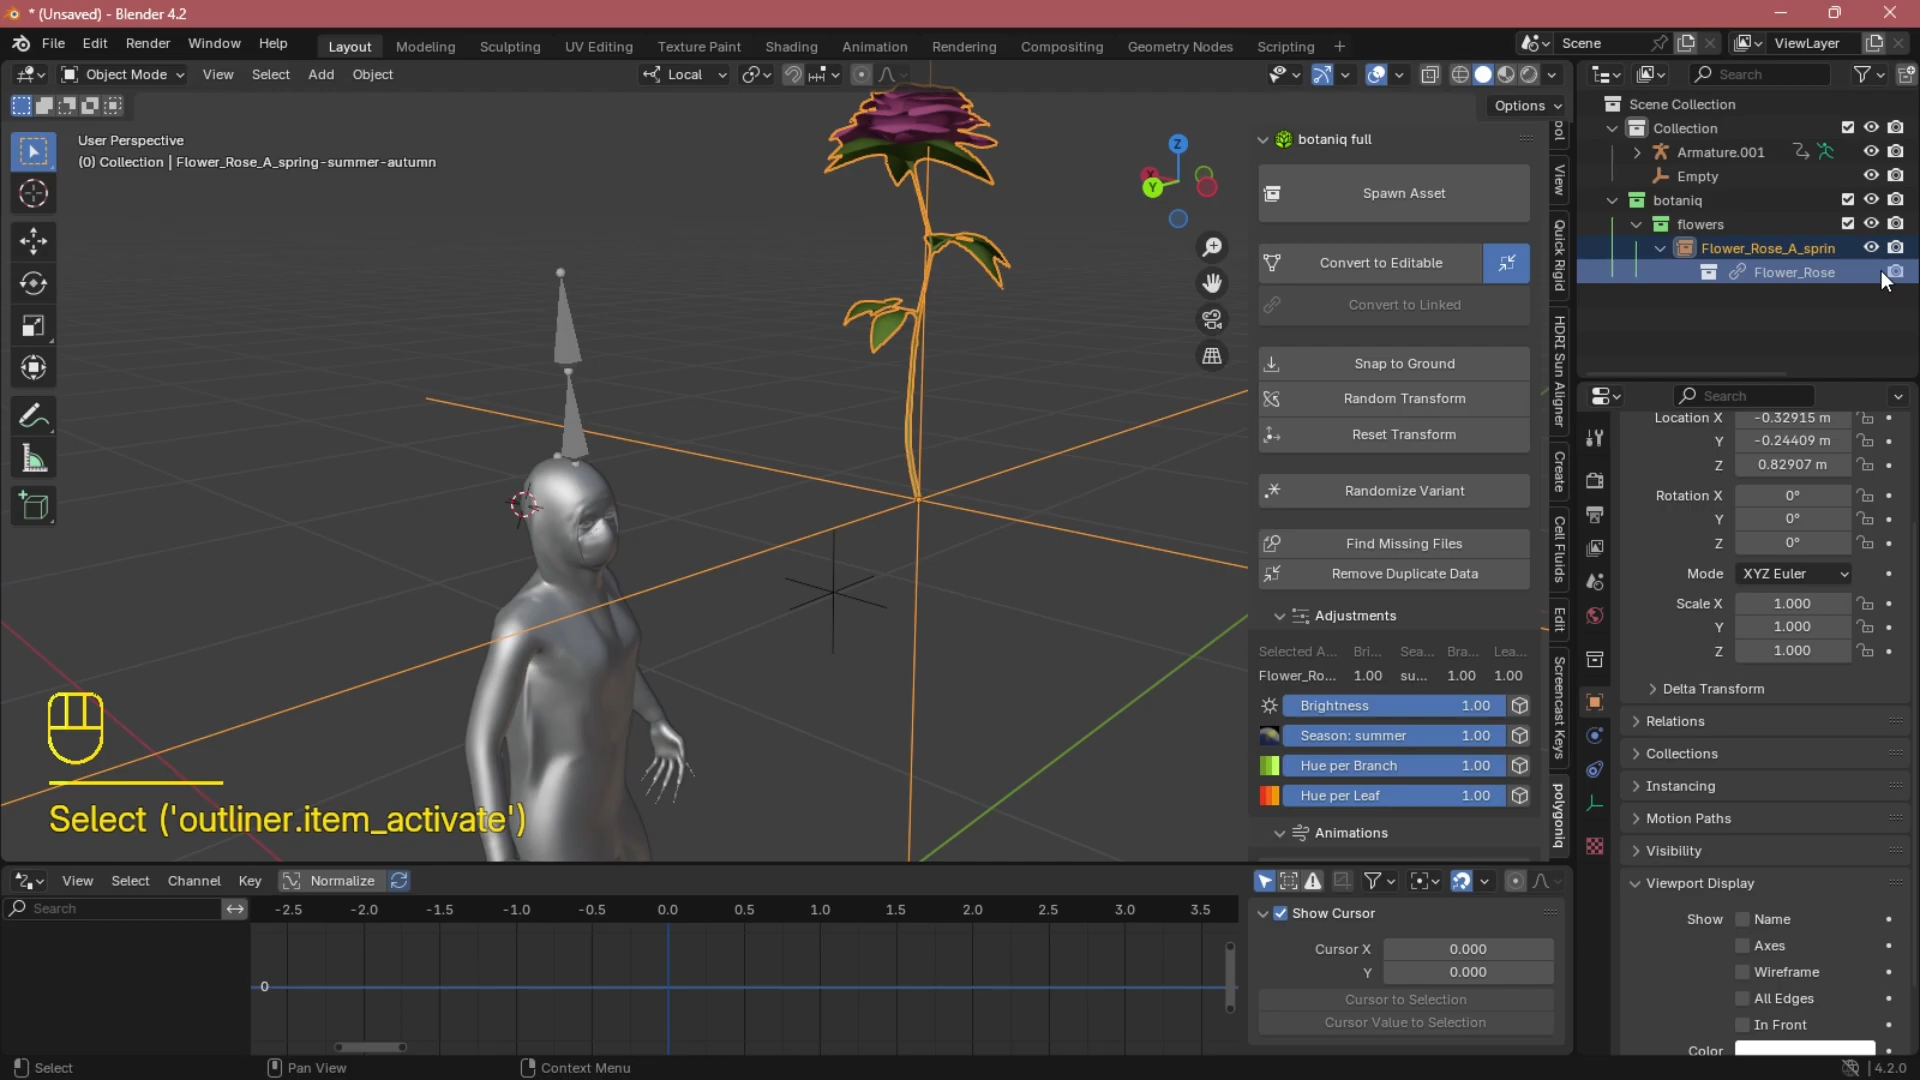 * (Unsaved) - Blender 4.2
File Edit Render Window Help
Layout Modeling Sculpting UV Editing Texture Paint Shading Animation Rendering Compositing Geometry Nodes Scripting +
Scene ViewLayer
Object Mode View Select Add Object
Local
Search
Options
User Perspective
(0) Collection | Flower_Rose_A_spring-summer-autumn
Z
X
Y
botaniq full
Spawn Asset
Convert to Editable
Convert to Linked
Snap to Ground
Random Transform
Reset Transform
Randomize Variant
Find Missing Files
Remove Duplicate Data
Adjustments
Selected A... Bri... Sea... Bra... Lea...
Flower_Ro... 1.00 su... 1.00 1.00
Brightness 1.00
Season: summer 1.00
Hue per Branch 1.00
Hue per Leaf 1.00
Animations
ool
View
Quick Rigid
HDRI Sun Aligner
Create
Cell Fluids
Edit
Screencast Keys
polygoniq
Scene Collection
Collection
Armature.001
Empty
botaniq
flowers
Flower_Rose_A_sprin
Flower_Rose
Search
Location X -0.32915 m
Y -0.24409 m
Z 0.82907 m
Rotation X 0°
Y 0°
Z 0°
Mode XYZ Euler
Scale X 1.000
Y 1.000
Z 1.000
Delta Transform
Relations
Collections
Instancing
Motion Paths
Visibility
Viewport Display
Show Name
Axes
Wireframe
All Edges
In Front
Color
Select ('outliner.item_activate')
View Select Channel Key Normalize
Search
-2.5 -2.0 -1.5 -1.0 -0.5 0.0 0.5 1.0 1.5 2.0 2.5 3.0 3.5
0
Show Cursor
Cursor X 0.000
Y 0.000
Cursor to Selection
Cursor Value to Selection
Select Pan View Context Menu
4.2.0